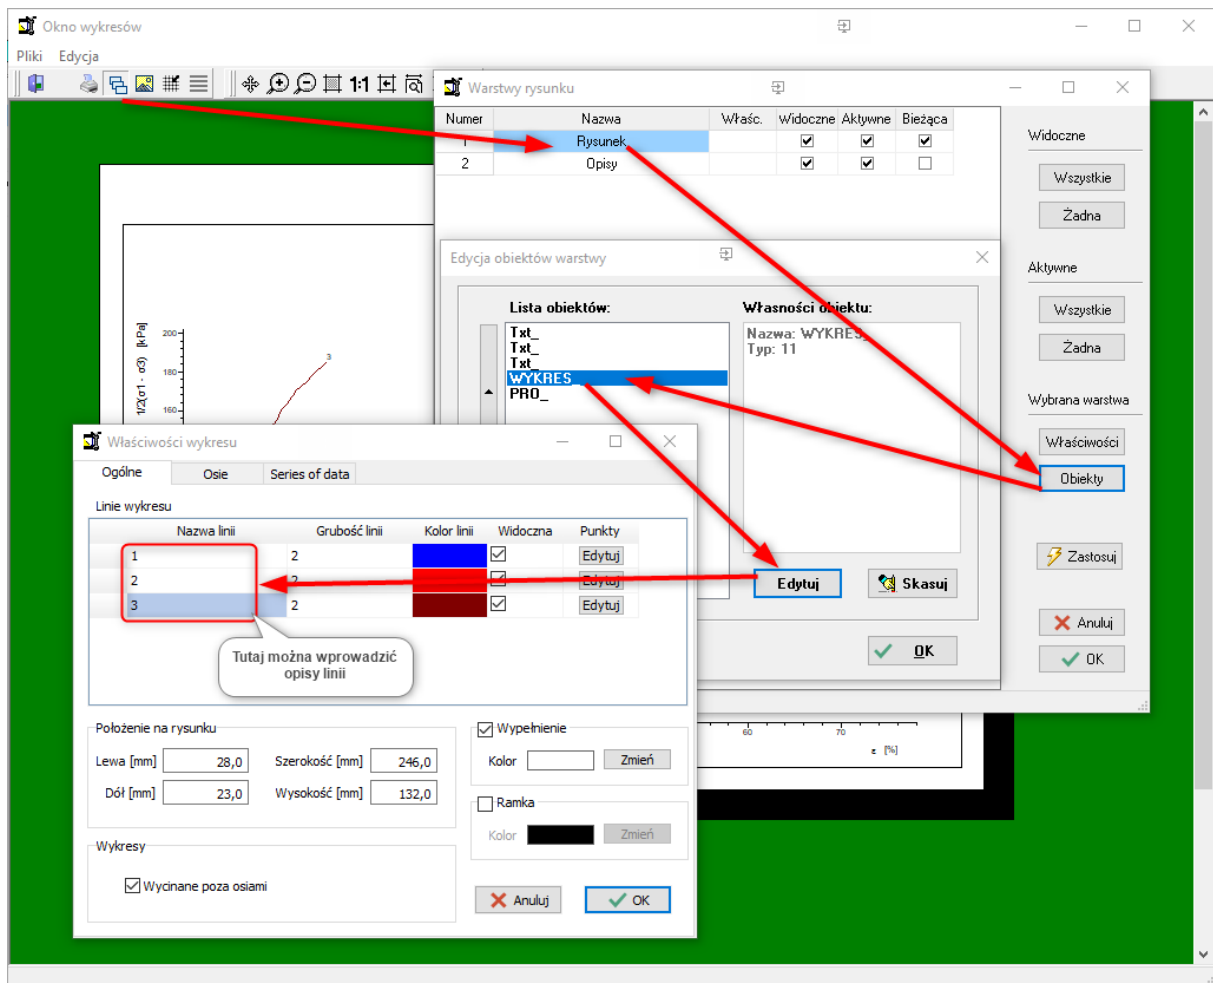 Okno wykresów
Pliki Edycja
1:1
Warstwy rysunku
Numer Nazwa Właśc. Widoczne Aktywne Bieżąca
1 Rysunek
2 Opisy
Widoczne
Wszystkie
Żadna
Aktywne
Wszystkie
Żadna
Wybrana warstwa
Właściwości
Obiekty
Zastosuj
Anuluj
OK
Edycja obiektów warstwy
Lista obiektów:
Txt_
Txt_
Txt_
WYKRES_
PRO_
Własności obiektu:
Nazwa: WYKRES_
Typ: 11
Edytuj Skasuj
OK
1/2(σ1 - σ3) [kPa]
200
180
160
3
60 70
ε [%]
Właściwości wykresu
Ogólne Osie Series of data
Linie wykresu
Nazwa linii Grubość linii Kolor linii Widoczna Punkty
1 2 Edytuj
2 2 Edytuj
3 2 Edytuj
Tutaj można wprowadzić
opisy linii
Położenie na rysunku
Lewa [mm] 28,0 Szerokość [mm] 246,0
Dół [mm] 23,0 Wysokość [mm] 132,0
Wykresy
Wycinane poza osiami
Wypełnienie
Kolor Zmień
Ramka
Kolor Zmień
Anuluj OK